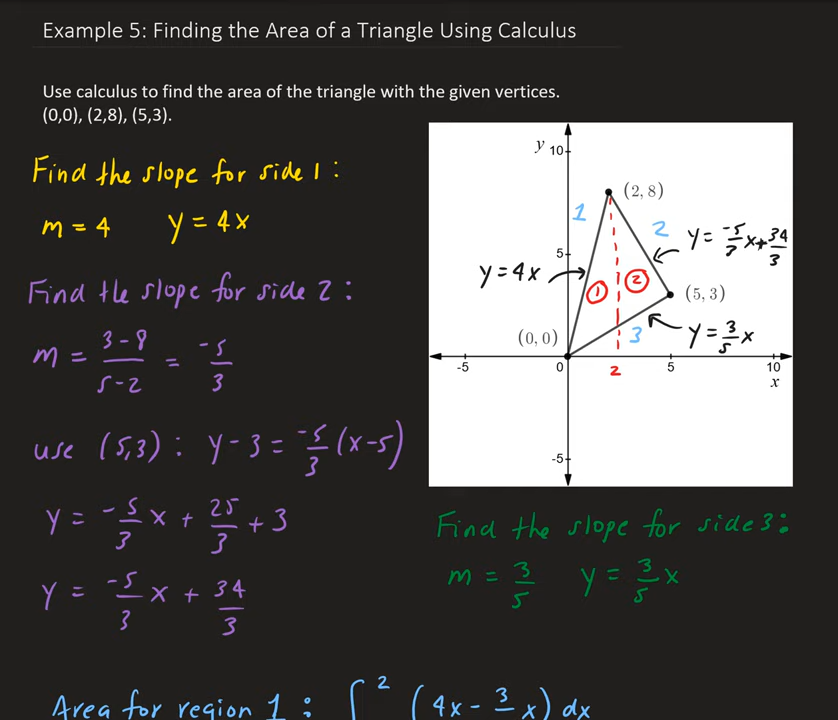 Example 5: Finding the Area of a Triangle Using Calculus
Use calculus to find the area of the triangle with the given vertices.
(0,0), (2,8), (5,3).
Find the slope for side 1 :
m = 4 y = 4x
Find the slope for side 2 :
m = 3-8/5-2 = -5/3
use (5,3) : y-3 = -5/3 (x-5)
y = -5/3 x + 25/3 + 3
y = -5/3 x + 34/3
y 10
(2, 8)
1
2
y = -5/3 x + 34/3
5
y = 4x
1
2
(5, 3)
(0, 0)
3
y = 3/5 x
-5
0
2
5
10
x
-5
Find the slope for side 3 :
m = 3/5 y = 3/5 x
Area for region 1 : ∫ 2 (4x - 3 x) dx